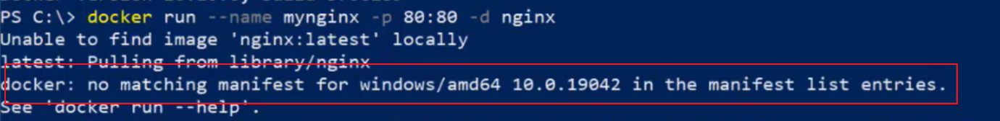 PS C:\> docker run --name mynginx -p 80:80 -d nginx
Unable to find image 'nginx:latest' locally
latest: Pulling from library/nginx
docker: no matching manifest for windows/amd64 10.0.19042 in the manifest list entries.
See 'docker run --help'.